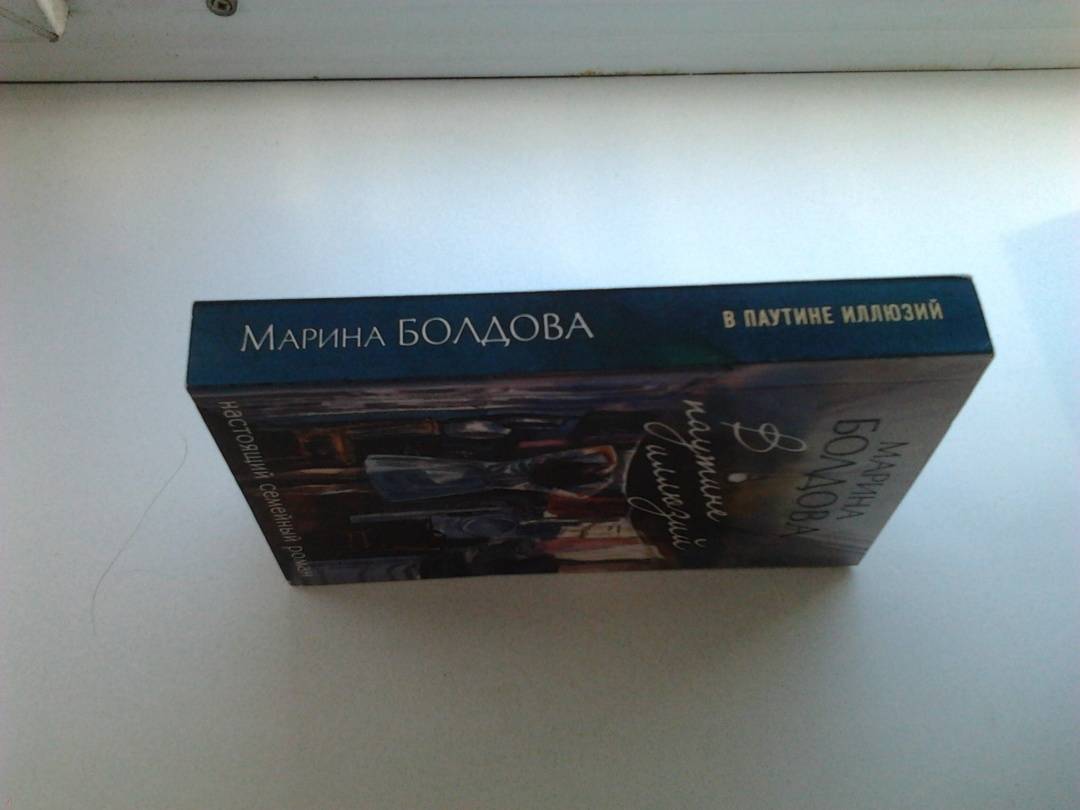 МАРИНА БОЛДОВА
В ПАУТИНЕ ИЛЛЮЗИЙ
МАРИНА
БОЛДОВА
В
паутине
иллюзий
настоящий семейный роман